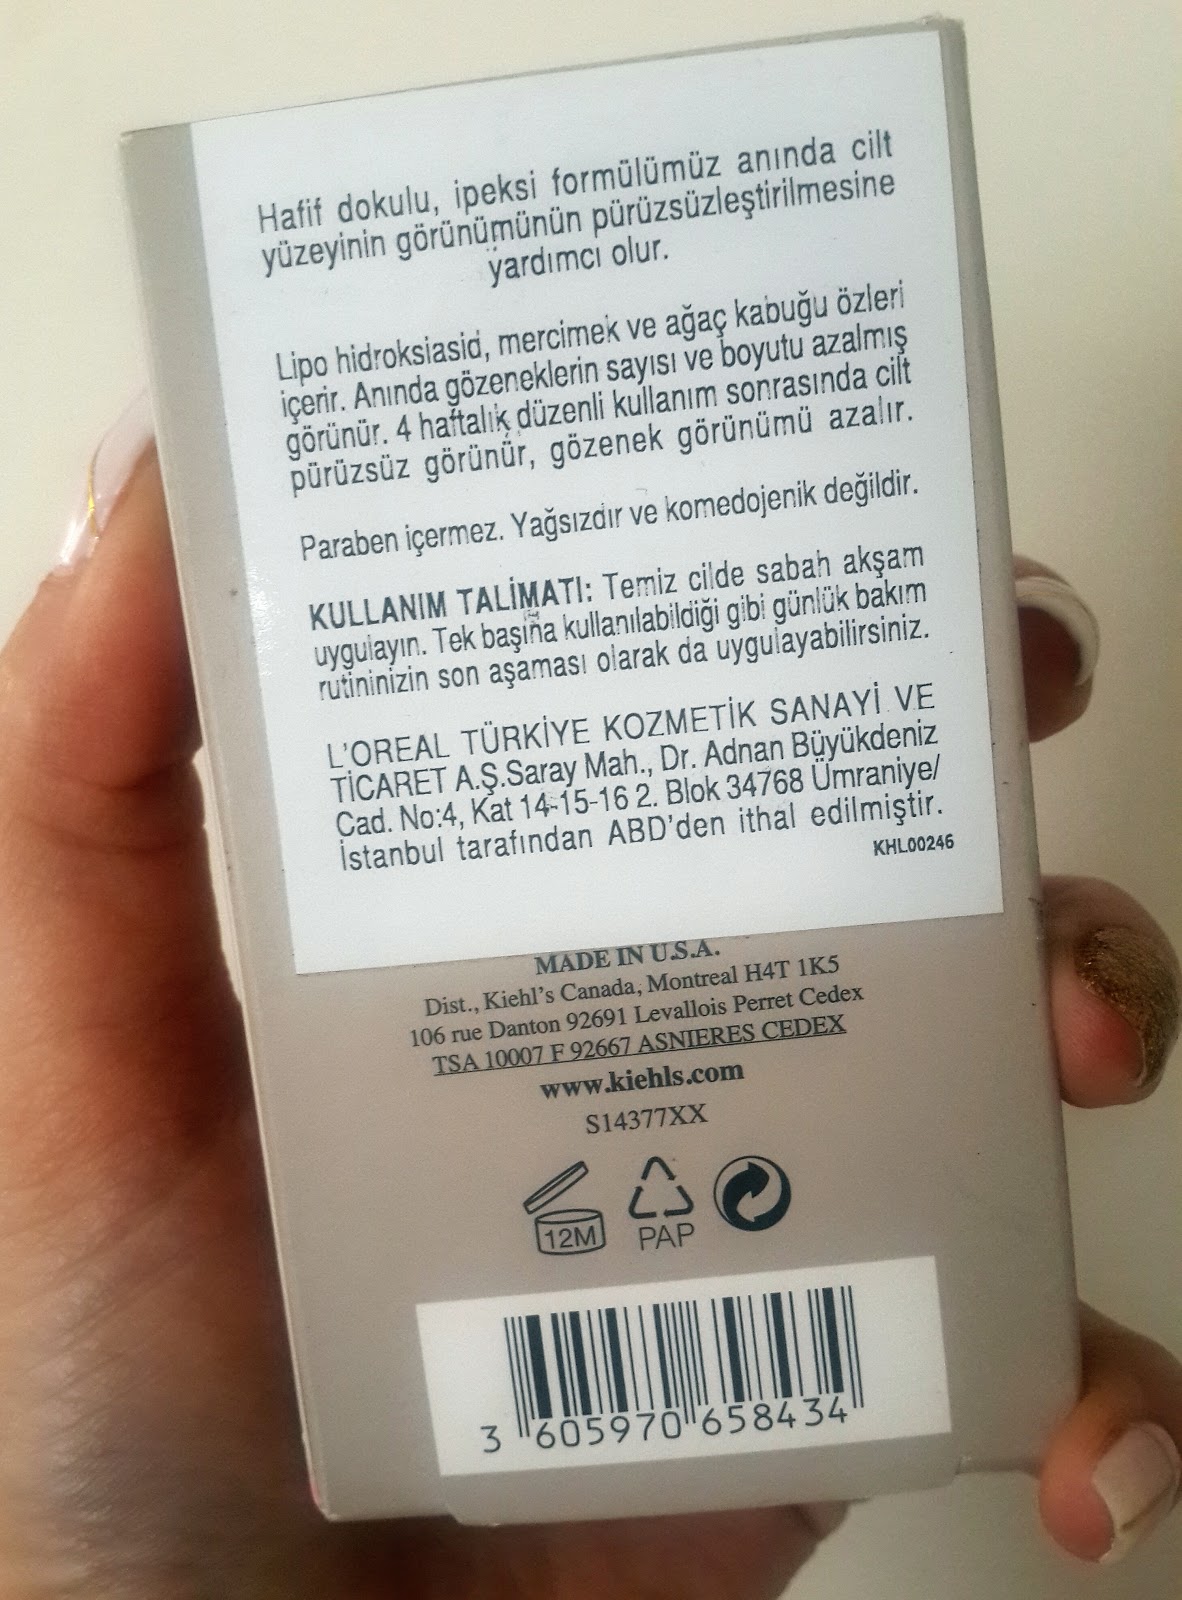 Hafif dokulu, ipeksi formülümüz anında cilt
yüzeyinin görünümünün pürüzsüzleştirilmesine
yardımcı olur.
Lipo hidroksiasid, mercimek ve ağaç kabuğu özleri
içerir. Anında gözeneklerin sayısı ve boyutu azalmış
görünür. 4 haftalık düzenli kullanım sonrasında cilt
pürüzsüz görünür, gözenek görünümü azalır.
Paraben içermez. Yağsızdır ve komedojenik değildir.
KULLANIM TALİMATI: Temiz cilde sabah akşam
uygulayın. Tek başına kullanılabildiği gibi günlük bakım
rutininizin son aşaması olarak da uygulayabilirsiniz.
L'OREAL TÜRKİYE KOZMETİK SANAYİ VE
TİCARET A.Ş.Saray Mah., Dr. Adnan Büyükdeniz
Cad. No:4, Kat 14-15-16 2. Blok 34768 Ümraniye/
İstanbul tarafından ABD'den ithal edilmiştir.
KHL00246
MADE IN U.S.A.
Dist., Kiehl's Canada, Montreal H4T 1K5
106 rue Danton 92691 Levallois Perret Cedex
TSA 10007 F 92667 ASNIERES CEDEX
www.kiehls.com
S14377XX
12M
PAP
3 605970 658434